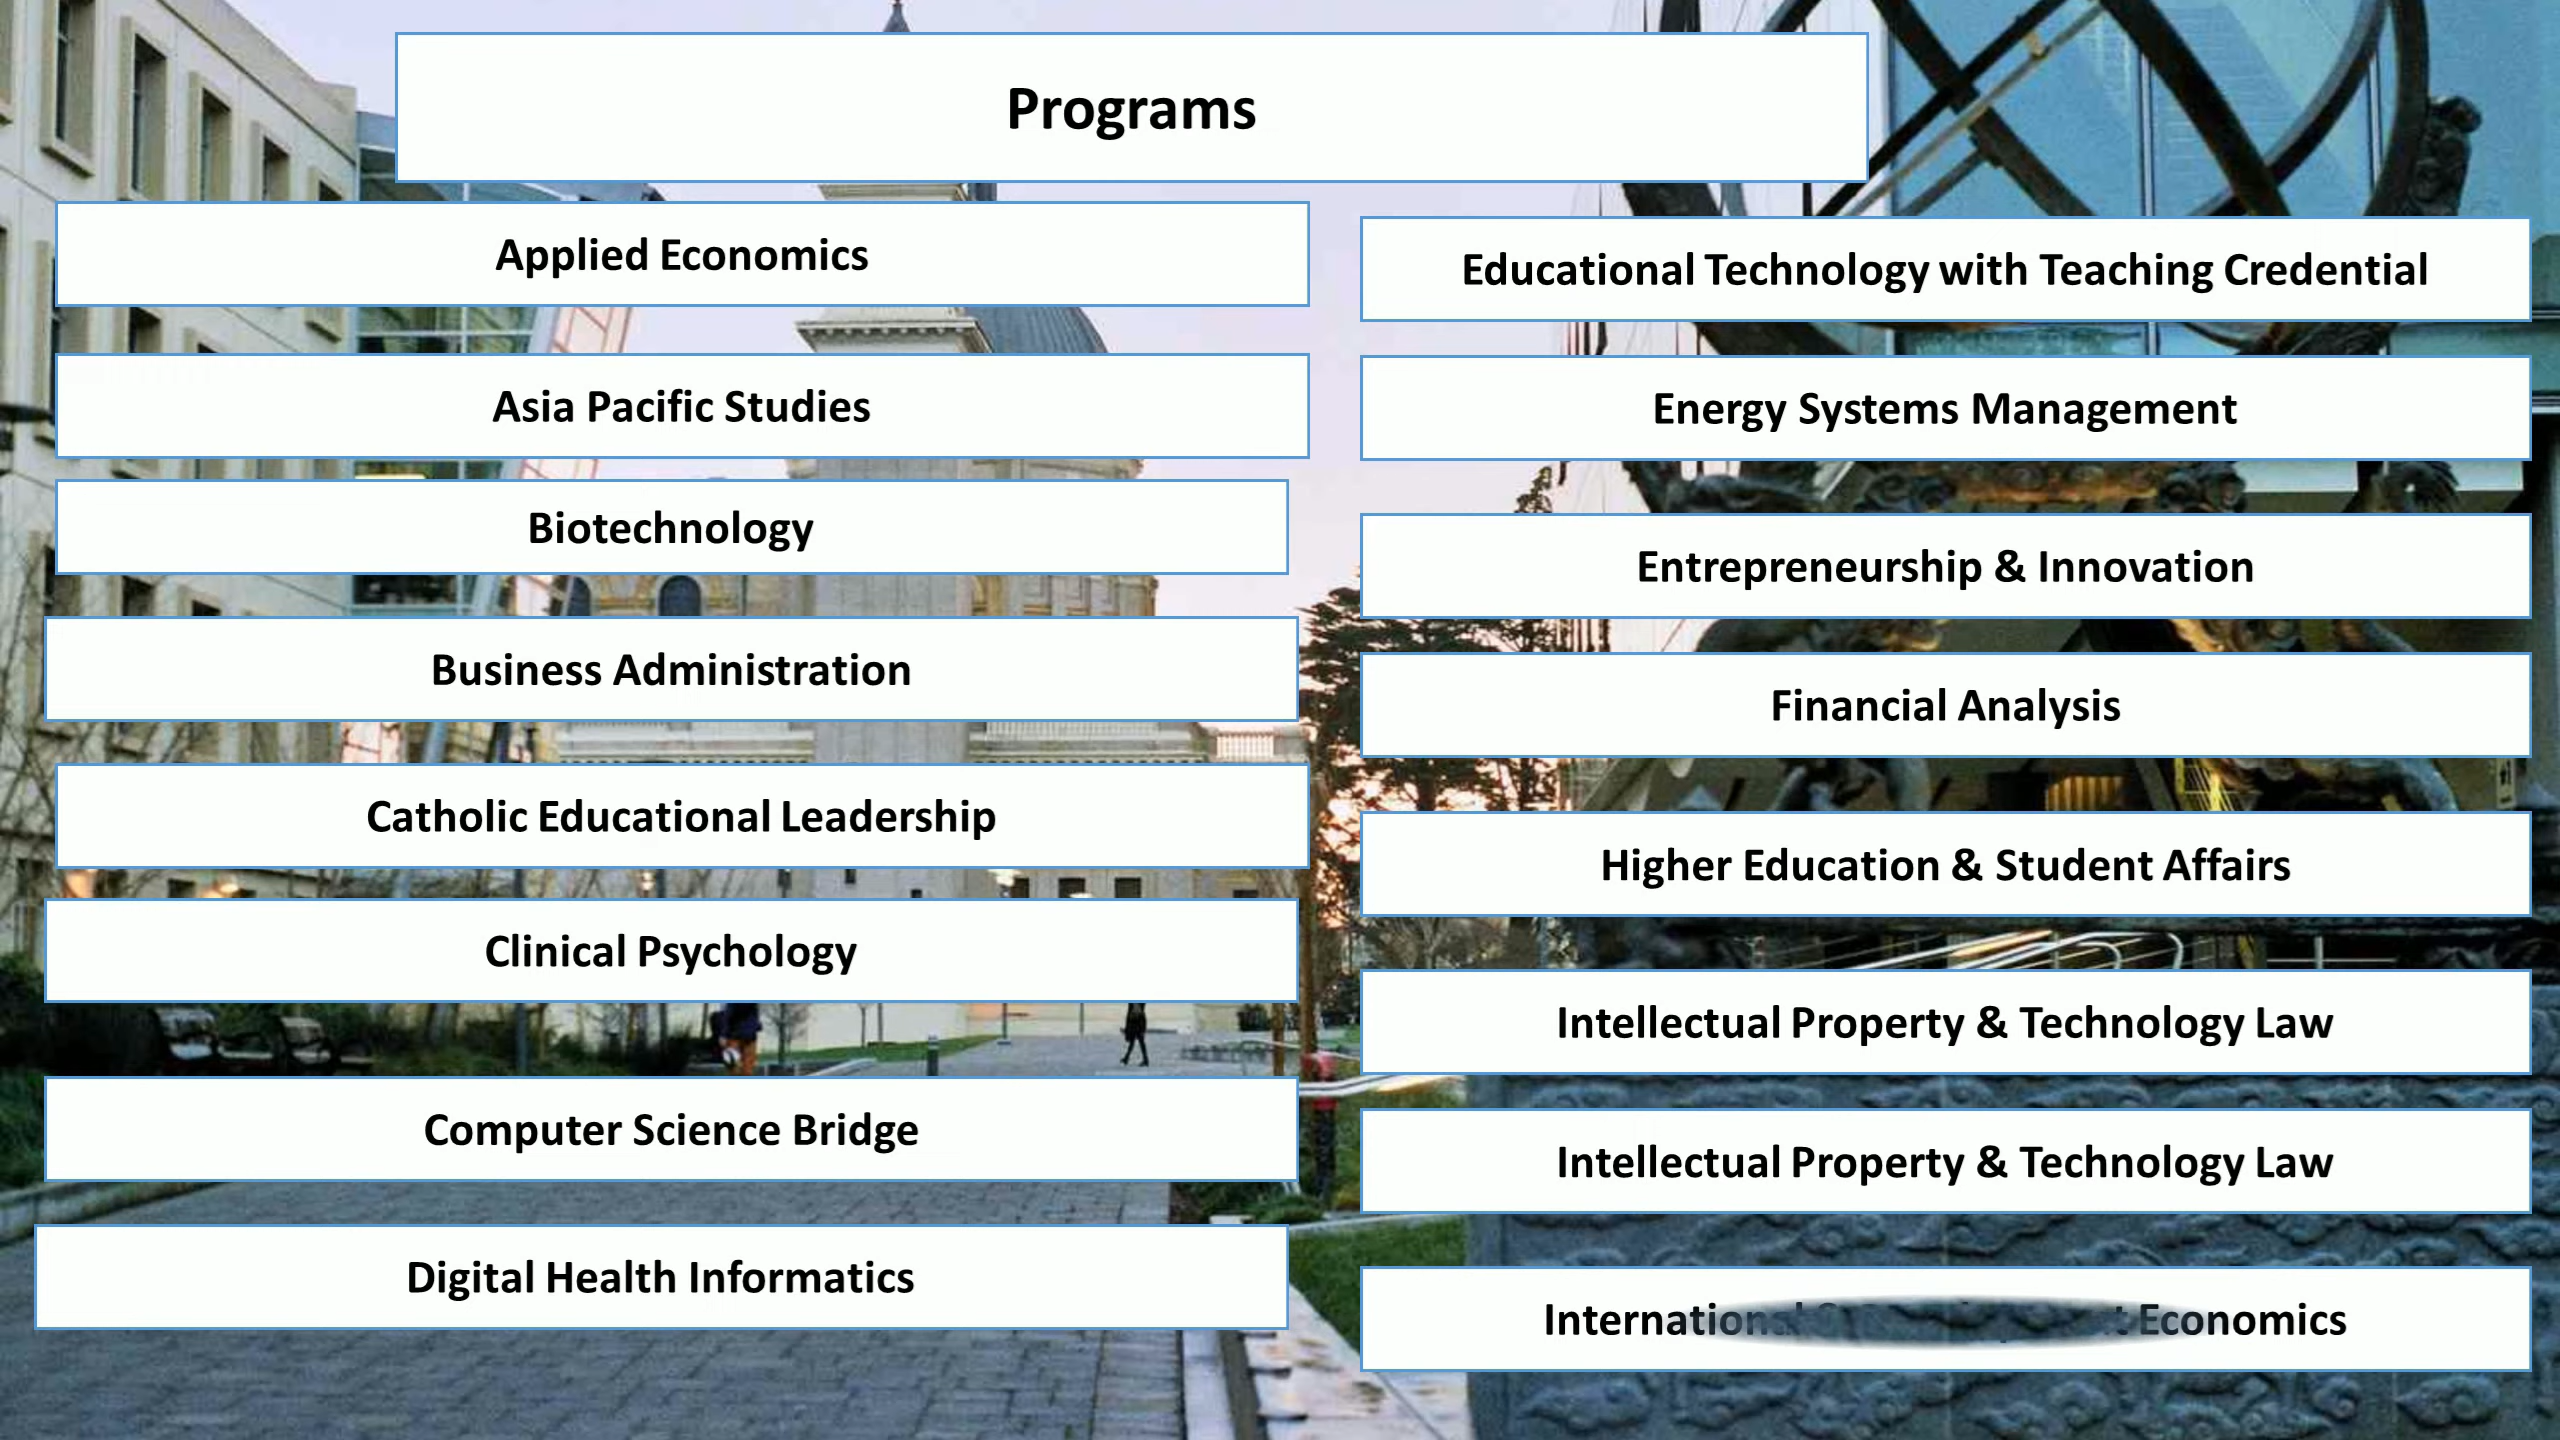 Programs
Applied Economics
Asia Pacific Studies
Biotechnology
Business Administration
Catholic Educational Leadership
Clinical Psychology
Computer Science Bridge
Digital Health Informatics
Educational Technology with Teaching Credential
Energy Systems Management
Entrepreneurship & Innovation
Financial Analysis
Higher Education & Student Affairs
Intellectual Property & Technology Law
Intellectual Property & Technology Law
International Economics